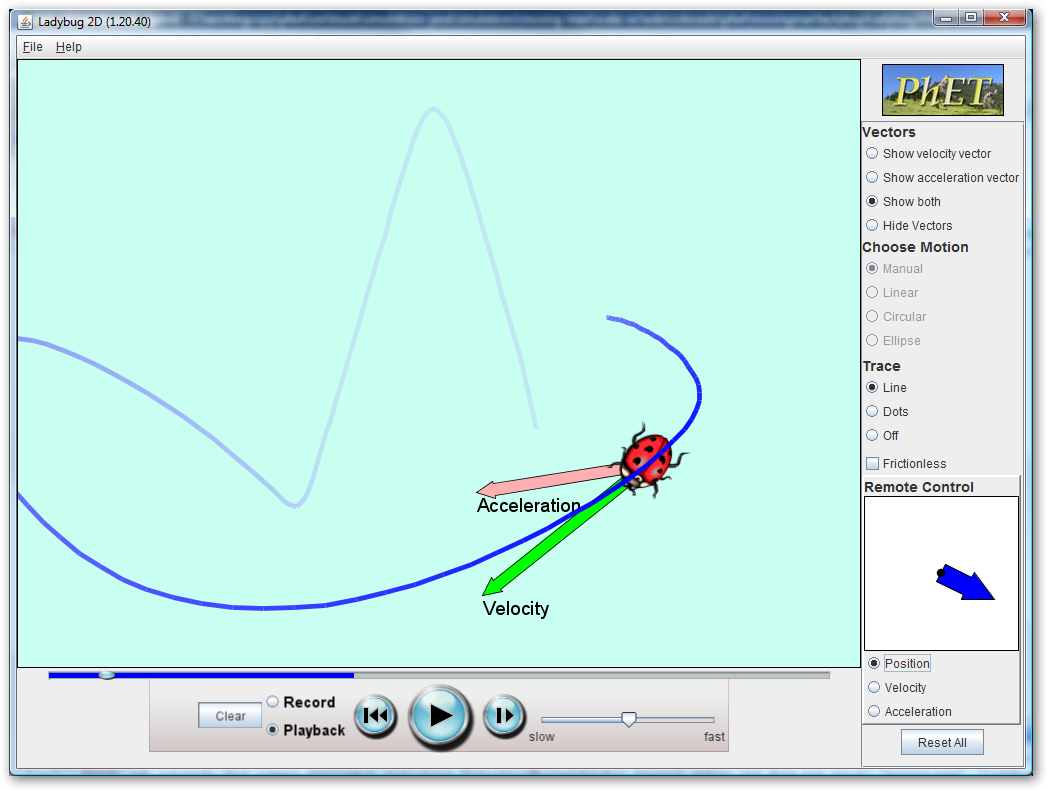 Ladybug 2D (1.20.40)
File Help
PhET
Vectors
Show velocity vector
Show acceleration vector
Show both
Hide Vectors
Choose Motion
Manual
Linear
Circular
Ellipse
Trace
Line
Dots
Off
Frictionless
Remote Control
Position
Velocity
Acceleration
Reset All
Acceleration
Velocity
Clear
Record
Playback
slow
fast